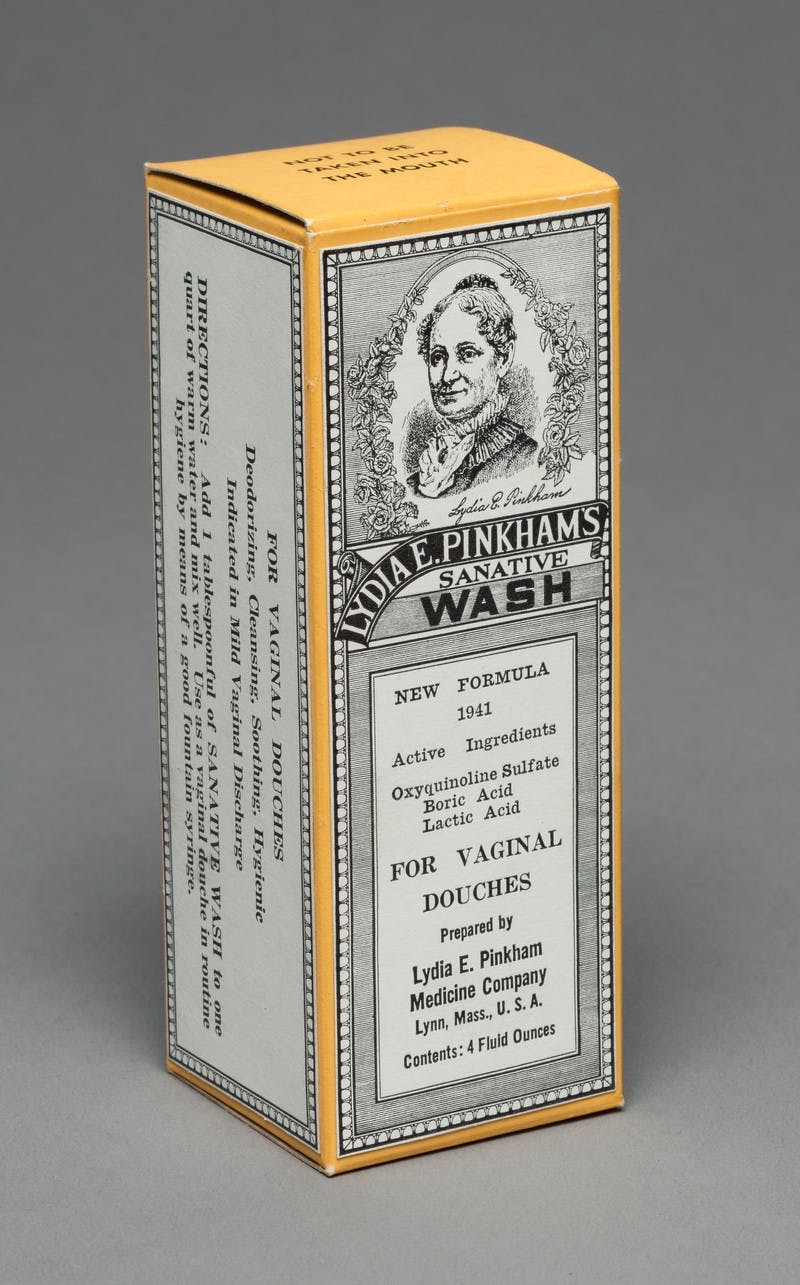 NOT TO BE
TAKEN INTO
THE MOUTH
Lydia E. Pinkham
LYDIA E. PINKHAM'S
SANATIVE
WASH
NEW FORMULA
1941
Active Ingredients
Oxyquinoline Sulfate
Boric Acid
Lactic Acid
FOR VAGINAL
DOUCHES
Prepared by
Lydia E. Pinkham
Medicine Company
Lynn, Mass., U. S. A.
Contents: 4 Fluid Ounces
FOR VAGINAL DOUCHES
Deodorizing, Cleansing, Soothing, Hygienic
Indicated in Mild Vaginal Discharge
DIRECTIONS: Add 1 tablespoonful of SANATIVE WASH to one
quart of warm water and mix well. Use as a vaginal douche in routine
hygiene by means of a good fountain syringe.